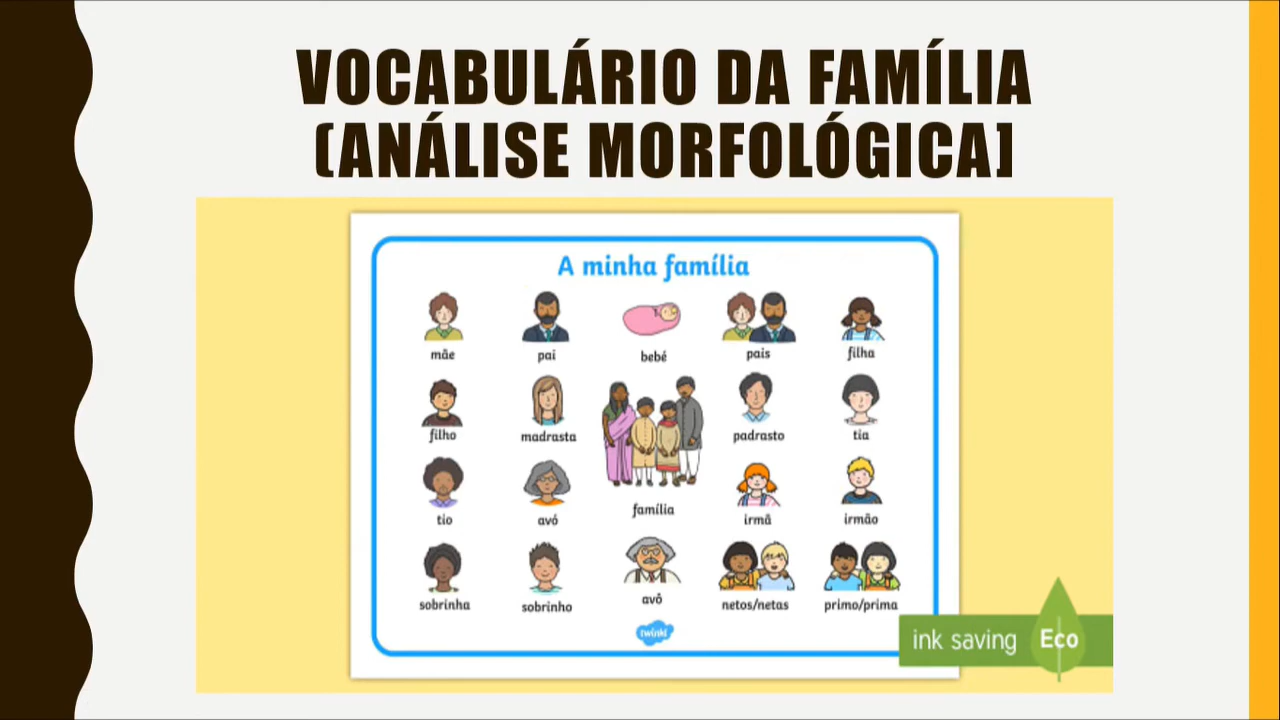 VOCABULÁRIO DA FAMÍLIA
(ANÁLISE MORFOLÓGICA]
A minha família
mãe pai bebé pais filha
filho madrasta padrasto tia
tio avó família irmã irmão
sobrinha sobrinho avô netos/netas primo/prima
twinkl
ink saving Eco